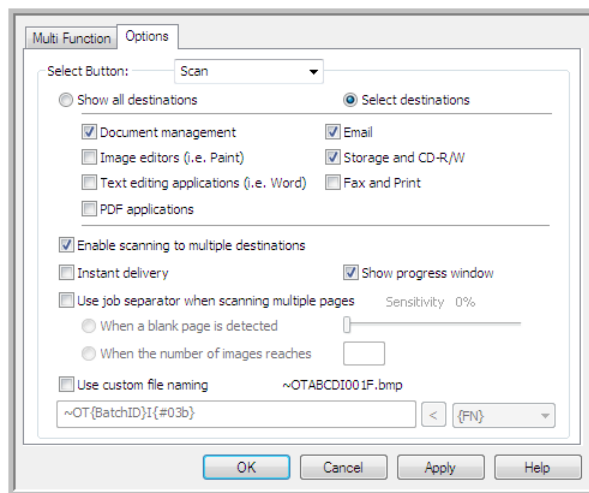 Multi Function Options
Select Button: Scan
Show all destinations Select destinations
Document management Email
Image editors (i.e. Paint) Storage and CD-R/W
Text editing applications (i.e. Word) Fax and Print
PDF applications
Enable scanning to multiple destinations
Instant delivery Show progress window
Use job separator when scanning multiple pages Sensitivity 0%
When a blank page is detected
When the number of images reaches
Use custom file naming ~OTABCDI001F.bmp
~OT{BatchID}I{#03b} < {FN}
OK Cancel Apply Help